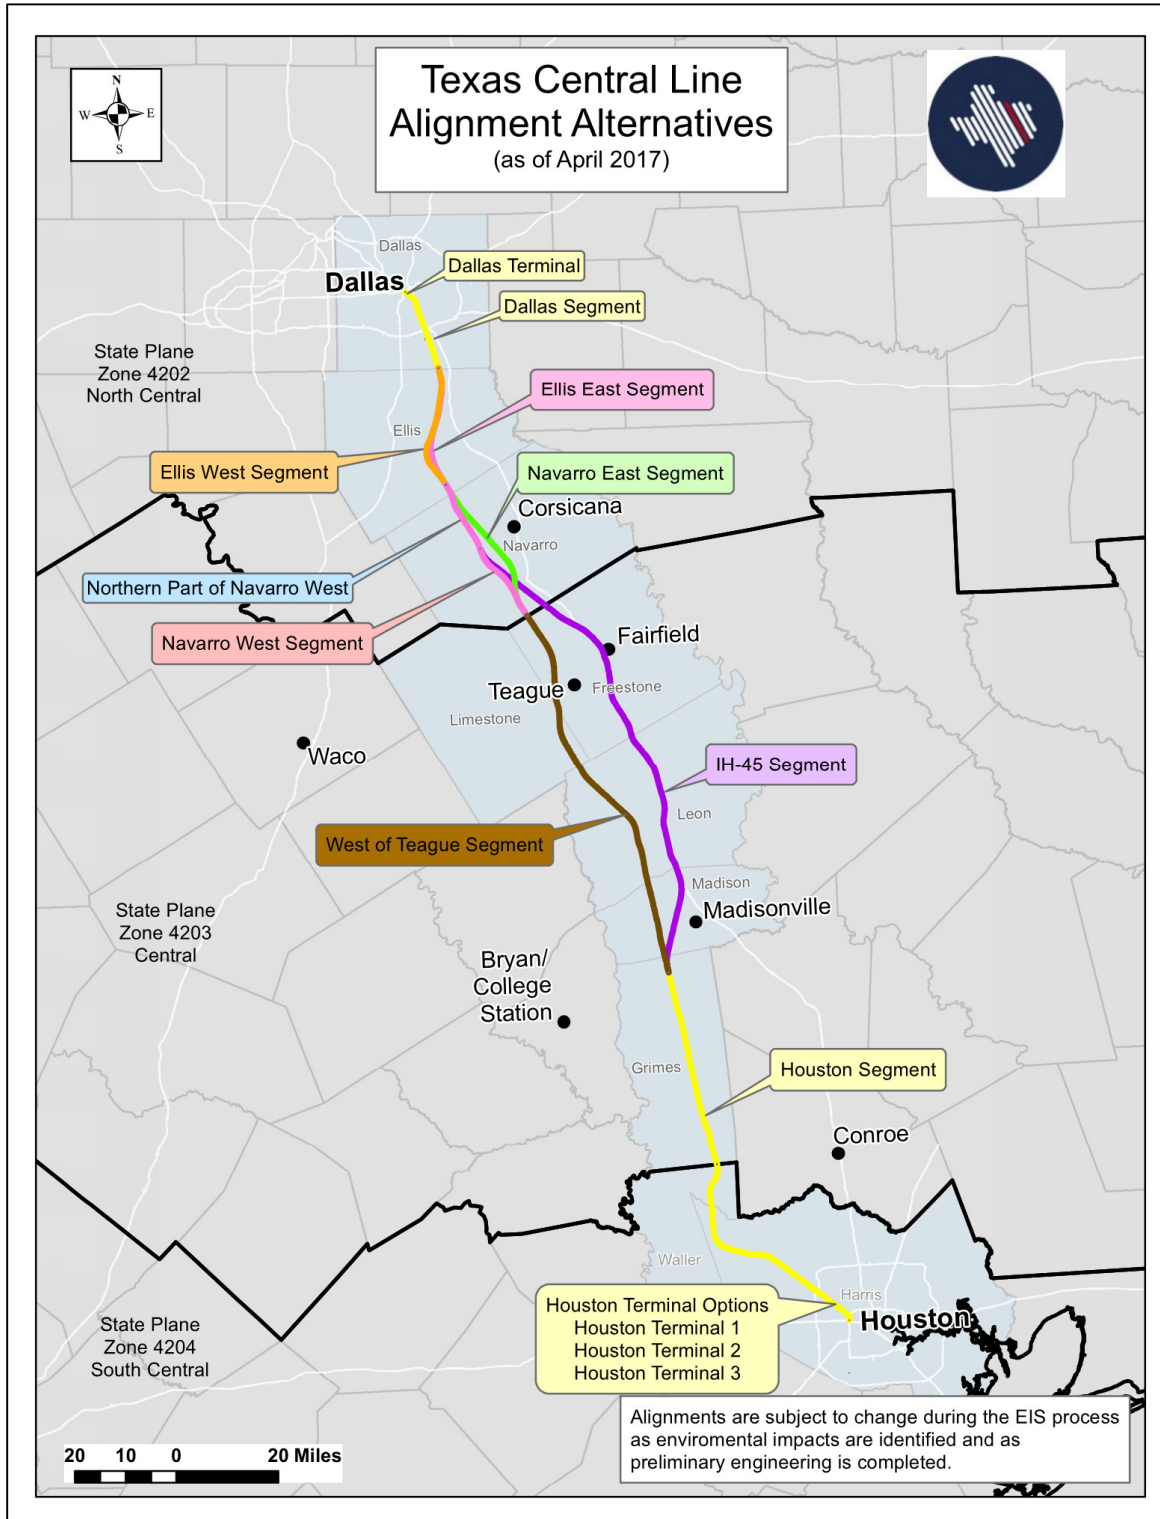 Texas Central Line
Alignment Alternatives
(as of April 2017)
N
W
E
S
Dallas
Dallas Terminal
Dallas
Dallas Segment
State Plane
Zone 4202
North Central
Ellis East Segment
Ellis
Ellis West Segment
Navarro East Segment
Corsicana
Navarro
Northern Part of Navarro West
Navarro West Segment
Fairfield
Teague
Freestone
Limestone
Waco
IH-45 Segment
Leon
West of Teague Segment
Madison
Madisonville
State Plane
Zone 4203
Central
Bryan/
College
Station
Grimes
Houston Segment
Conroe
Waller
Harris
Houston Terminal Options
Houston Terminal 1
Houston Terminal 2
Houston Terminal 3
Houston
State Plane
Zone 4204
South Central
Alignments are subject to change during the EIS process
as enviromental impacts are identified and as
preliminary engineering is completed.
20 10 0 20 Miles